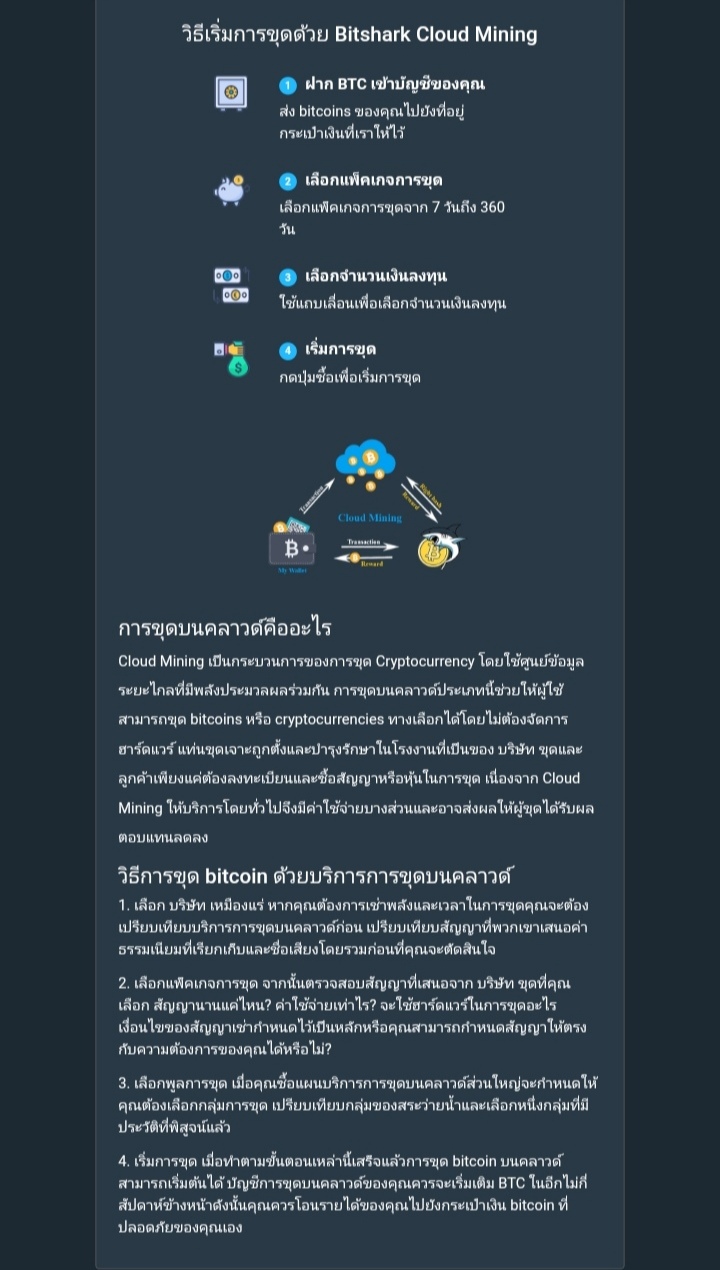 วิธีเริ่มการขุดด้วย Bitshark Cloud Mining
1 ฝาก BTC เข้าบัญชีของคุณ
ส่ง bitcoins ของคุณไปยังที่อยู่
กระเป๋าเงินที่เราให้ไว้
2 เลือกแพ็คเกจการขุด
เลือกแพ็คเกจการขุดจาก 7 วันถึง 360
วัน
3 เลือกจำนวนเงินลงทุน
ใช้แถบเลื่อนเพื่อเลือกจำนวนเงินลงทุน
4 เริ่มการขุด
กดปุ่มซื้อเพื่อเริ่มการขุด
Transaction
Reward
Cloud Mining
Transaction
Reward
My Wallet
การขุดบนคลาวด์คืออะไร
Cloud Mining เป็นกระบวนการของการขุด Cryptocurrency โดยใช้ศูนย์ข้อมูล
ระยะไกลที่มีพลังประมวลผลร่วมกัน การขุดบนคลาวด์ประเภทนี้ช่วยให้ผู้ใช้
สามารถขุด bitcoins หรือ cryptocurrencies ทางเลือกได้โดยไม่ต้องจัดการ
ฮาร์ดแวร์ แท่นขุดเจาะถูกตั้งและบำรุงรักษาในโรงงานที่เป็นของ บริษัท ขุดและ
ลูกค้าเพียงแค่ต้องลงทะเบียนและซื้อสัญญาหรือหุ้นในการขุด เนื่องจาก Cloud
Mining ให้บริการโดยทั่วไปจึงมีค่าใช้จ่ายบางส่วนและอาจส่งผลให้ผู้ขุดได้รับผล
ตอบแทนลดลง
วิธีการขุด bitcoin ด้วยบริการการขุดบนคลาวด์
1. เลือก บริษัท เหมืองแร่ หากคุณต้องการเช่าพลังและเวลาในการขุดคุณจะต้อง
เปรียบเทียบบริการการขุดบนคลาวด์ก่อน เปรียบเทียบสัญญาที่พวกเขาเสนอค่า
ธรรมเนียมที่เรียกเก็บและชื่อเสียงโดยรวมก่อนที่คุณจะตัดสินใจ
2. เลือกแพ็คเกจการขุด จากนั้นตรวจสอบสัญญาที่เสนอจาก บริษัท ขุดที่คุณ
เลือก สัญญานานแค่ไหน? ค่าใช้จ่ายเท่าไร? จะใช้ฮาร์ดแวร์ในการขุดอะไร
เงื่อนไขของสัญญาเช่ากำหนดไว้เป็นหลักหรือคุณสามารถกำหนดสัญญาให้ตรง
กับความต้องการของคุณได้หรือไม่?
3. เลือกพูลการขุด เมื่อคุณซื้อแผนบริการการขุดบนคลาวด์ส่วนใหญ่จะกำหนดให้
คุณต้องเลือกกลุ่มการขุด เปรียบเทียบกลุ่มของสระว่ายน้ำและเลือกหนึ่งกลุ่มที่มี
ประวัติที่พิสูจน์แล้ว
4. เริ่มการขุด เมื่อทำตามขั้นตอนเหล่านี้เสร็จแล้วการขุด bitcoin บนคลาวด์
สามารถเริ่มต้นได้ บัญชีการขุดบนคลาวด์ของคุณควรจะเริ่มเติม BTC ในอีกไม่กี่
สัปดาห์ข้างหน้าดังนั้นคุณควรโอนรายได้ของคุณไปยังกระเป๋าเงิน bitcoin ที่
ปลอดภัยของคุณเอง